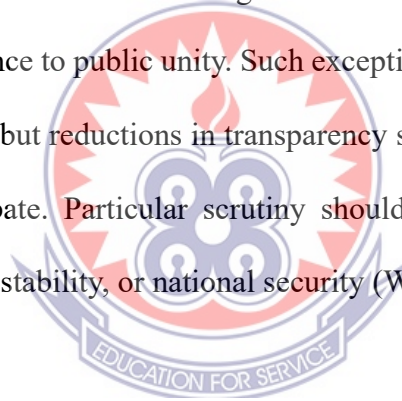 nce to public unity. Such excepti
but reductions in transparency s
ate. Particular scrutiny should
stability, or national security (W
EDUCATION FOR SERVICE